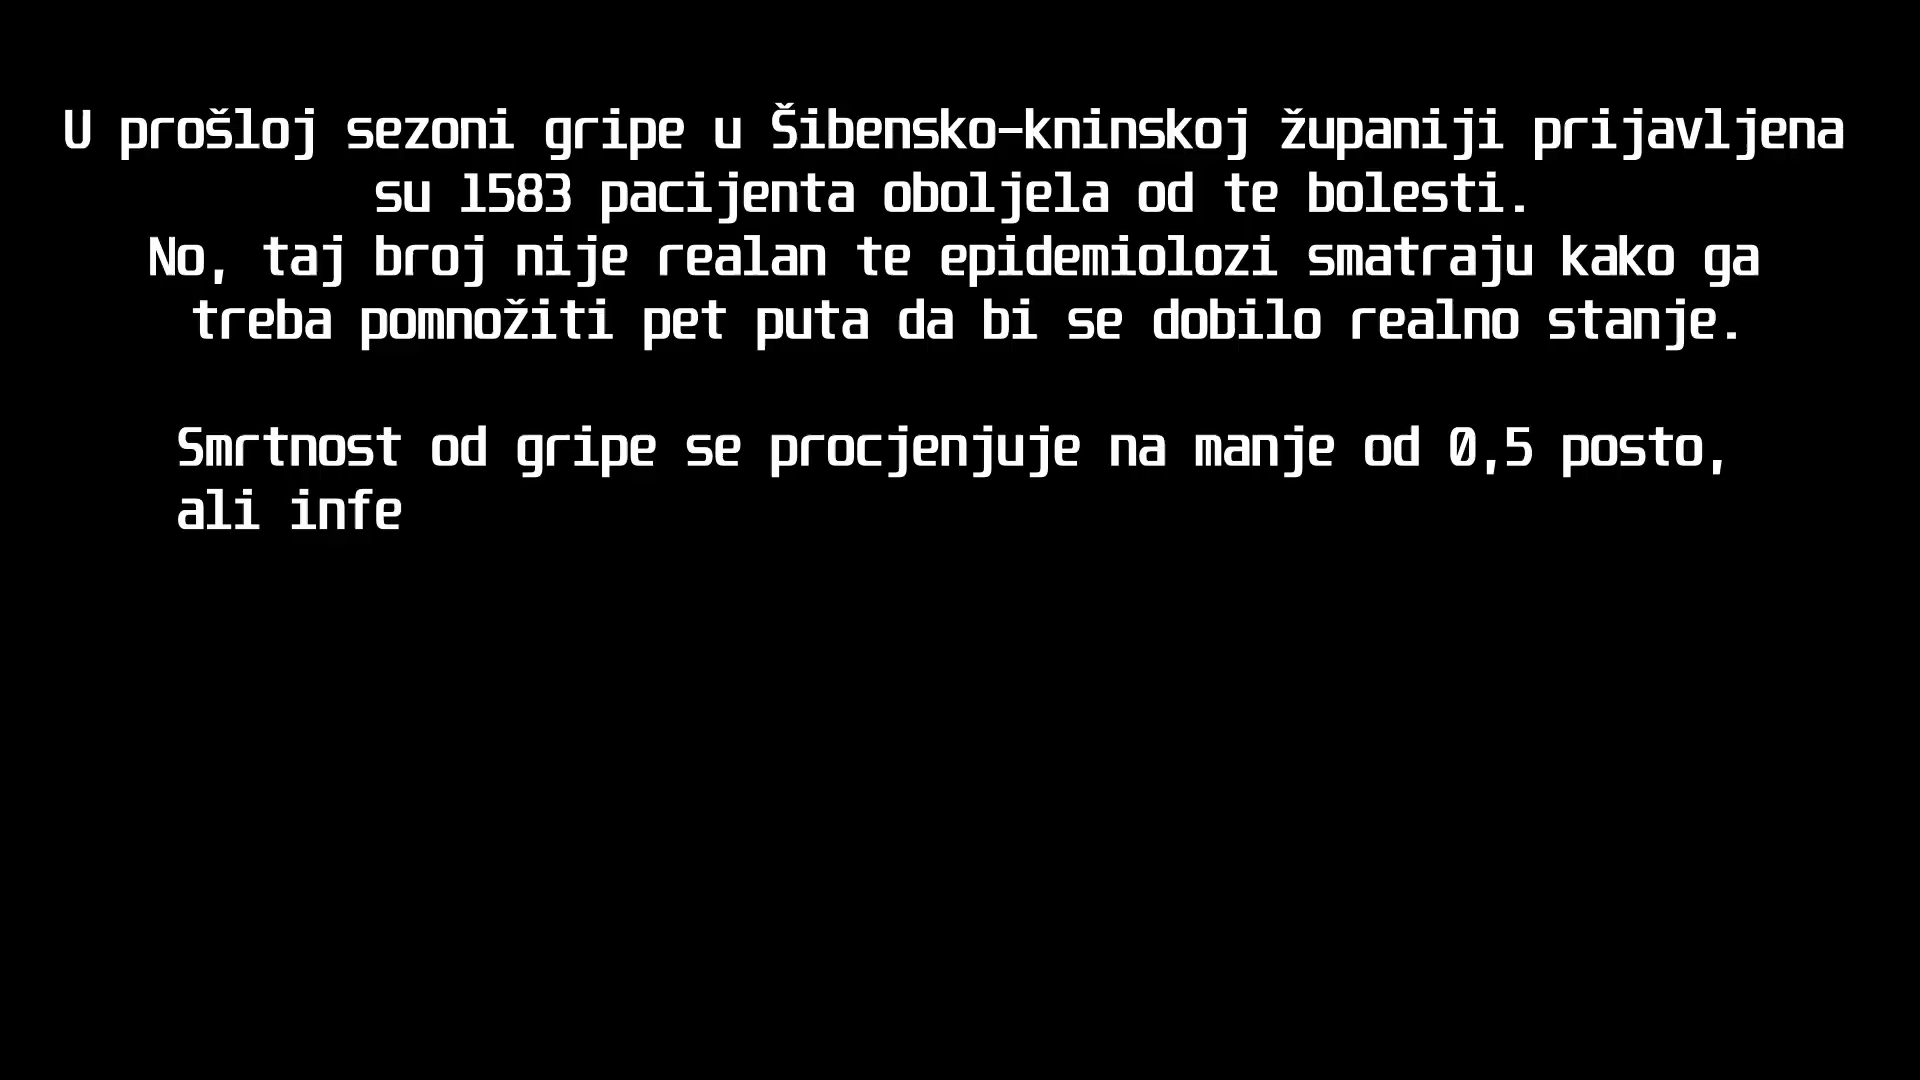 U prošloj sezoni gripe u Šibensko-kninskoj županiji prijavljena
su 1583 pacijenta oboljela od te bolesti.
No, taj broj nije realan te epidemiolozi smatraju kako ga
treba pomnožiti pet puta da bi se dobilo realno stanje.
Smrtnost od gripe se procjenjuje na manje od 0,5 posto,
ali infe